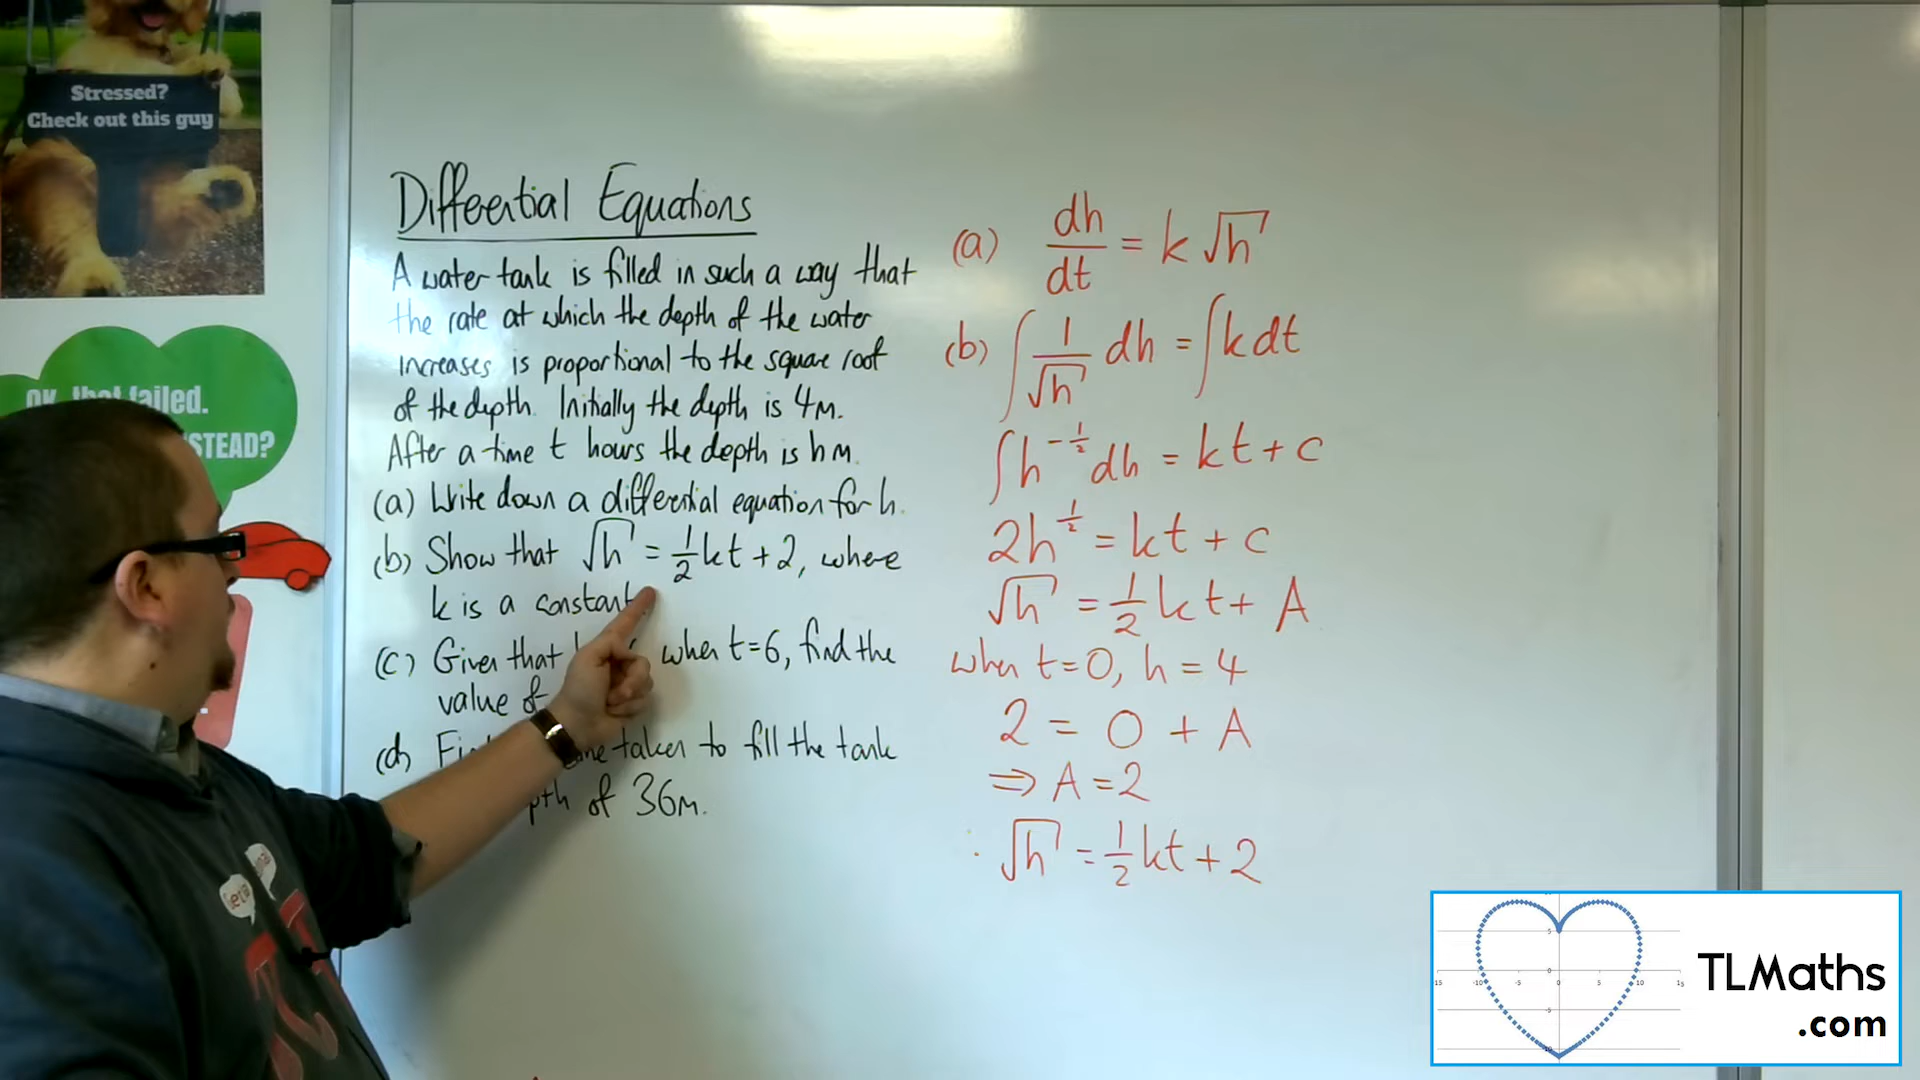 Stressed?
Check out this guy
failed.
STEAD?
Differential Equations
A water tank is filled in such a way that
the rate at which the depth of the water
increases is proportional to the square root
of the depth. Initially the depth is 4m.
After a time t hours the depth is h m.
(a) Write down a differential equation for h.
(b) Show that √h = 1/2 kt + 2, where
k is a constant.
(c) Given that when t=6, find the
value of
(d) taken to fill the tank
of 36m.
(a) dh/dt = k√h
(b) ∫ 1/√h dh = ∫ k dt
∫ h^(-1/2) dh = kt + c
2h^(1/2) = kt + c
√h = 1/2 kt + A
when t=0, h = 4
2 = 0 + A
⇒ A = 2
∴ √h = 1/2 kt + 2
TLMaths
.com